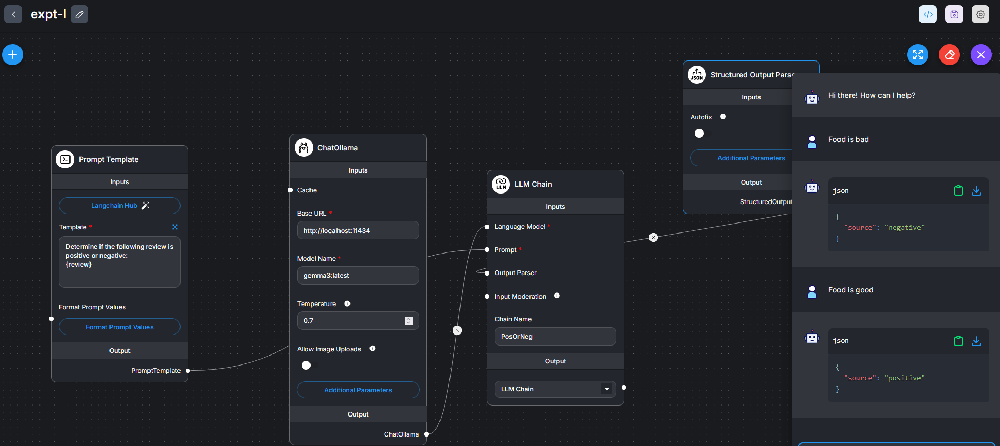 expt-I
Prompt Template
Inputs
Langchain Hub
Template *
Determine if the following review is
positive or negative:
{review}
Format Prompt Values
Format Prompt Values
Output
PromptTemplate
ChatOllama
Inputs
Cache
Base URL *
http://localhost:11434
Model Name *
gemma3:latest
Temperature
0.7
Allow Image Uploads
Additional Parameters
Output
ChatOllama
LLM
LLM Chain
Inputs
Language Model *
Prompt *
Output Parser
Input Moderation
Chain Name
PosOrNeg
Output
LLM Chain
JSON
Structured Output Parse
Inputs
Autofix
Additional Parameters
Output
StructuredOutput
Hi there! How can I help?
Food is bad
json
{
"source": "negative"
}
Food is good
json
{
"source": "positive"
}